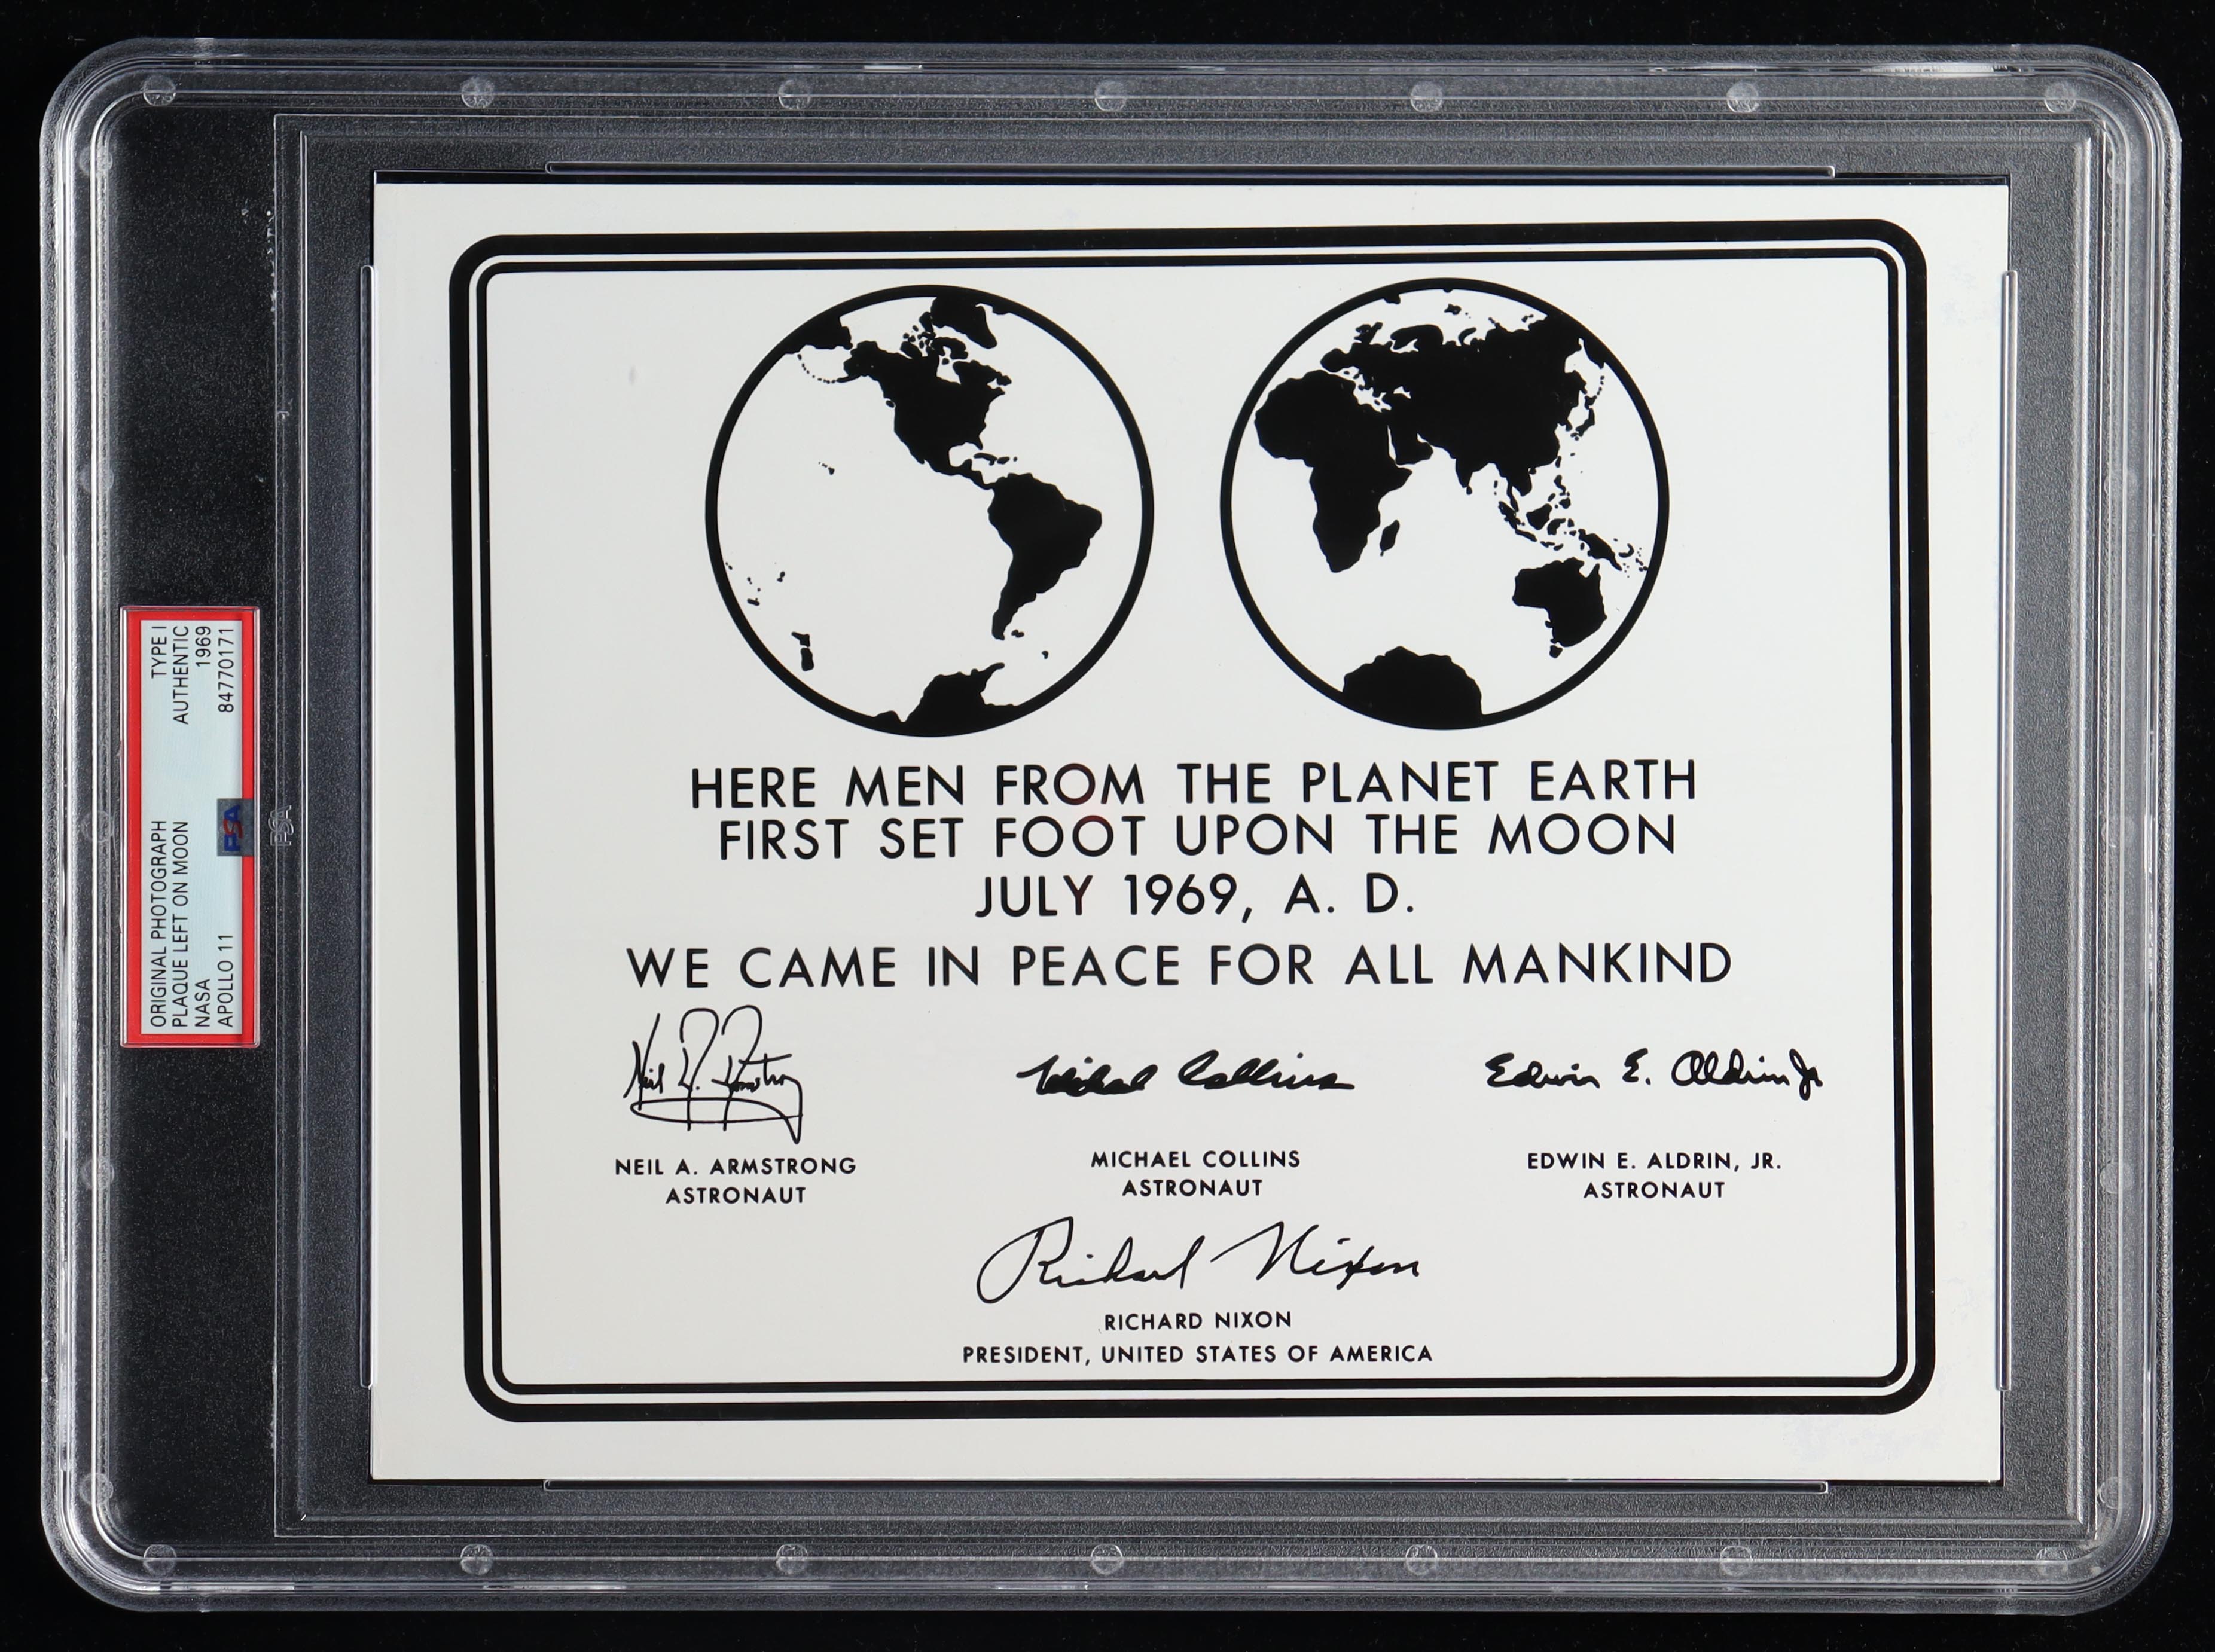 TYPE I
AUTHENTIC
1969
84770171
ORIGINAL PHOTOGRAPH
PLAQUE LEFT ON MOON
NASA
APOLLO 11
PSA
PSA
HERE MEN FROM THE PLANET EARTH
FIRST SET FOOT UPON THE MOON
JULY 1969, A. D.
WE CAME IN PEACE FOR ALL MANKIND
Neil A. Armstrong
Michael Collins
Edwin E. Aldrin Jr
NEIL A. ARMSTRONG
ASTRONAUT
MICHAEL COLLINS
ASTRONAUT
EDWIN E. ALDRIN, JR.
ASTRONAUT
Richard Nixon
RICHARD NIXON
PRESIDENT, UNITED STATES OF AMERICA